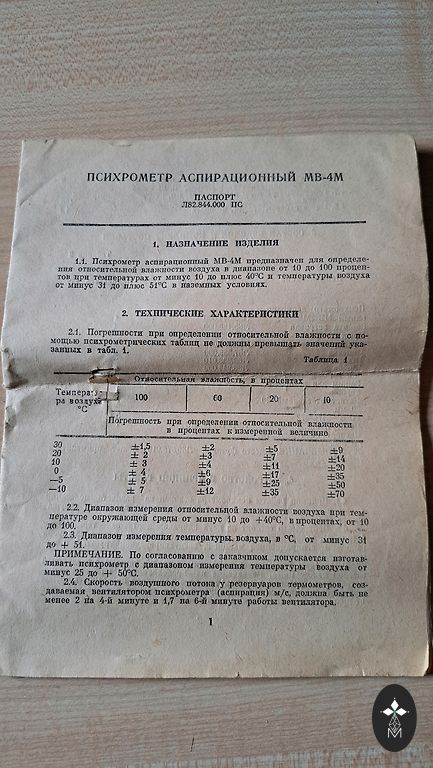 ПСИХРОМЕТР АСПИРАЦИОННЫЙ МВ-4М
ПАСПОРТ
Л82.844.000 ПС
1. НАЗНАЧЕНИЕ ИЗДЕЛИЯ
1.1. Психрометр аспирационный МВ-4М предназначен для определе-
ния относительной влажности воздуха в диапазоне от 10 до 100 процен-
тов при температурах от минус 10 до плюс 40°С и температуры воздуха
от минус 31 до плюс 51°С в наземных условиях.
2. ТЕХНИЧЕСКИЕ ХАРАКТЕРИСТИКИ
2.1. Погрешности при определении относительной влажности с по-
мощью психрометрических таблиц не должны превышать значений ука-
занных в табл. 1.
Таблица 1
Температу- Относительная влажность, в процентах
ра воздуха 100 60 20 10
°С Погрешность при определении относительной влажности
в процентах к измеренной величине
30 ±1,5 ±2 ±5 ±9
20 ± 2 ±3 ±7 ±14
10 ± 3 ±4 ±11 ±20
0 ± 4 ±6 ±17 ±35
—5 ± 5 ±9 ±25 ±50
—10 ± 7 ±12 ±35 ±70
2.2. Диапазон измерения относительной влажности воздуха при тем-
пературе окружающей среды от минус 10 до +40°С, в процентах, от 10
до 100.
2.3. Диапазон измерения температуры воздуха, в °С, от минус 31
до + 51.
ПРИМЕЧАНИЕ. По согласованию с заказчиком допускается изготав-
ливать психрометр с диапазоном измерения температуры воздуха от
минус 25 до + 50°С.
2.4. Скорость воздушного потока у резервуаров термометров, соз-
даваемая вентилятором психрометра (аспирация) м/с, должна быть не
менее 2 на 4-й минуте и 1,7 на 6-й минуте работы вентилятора.
1
М